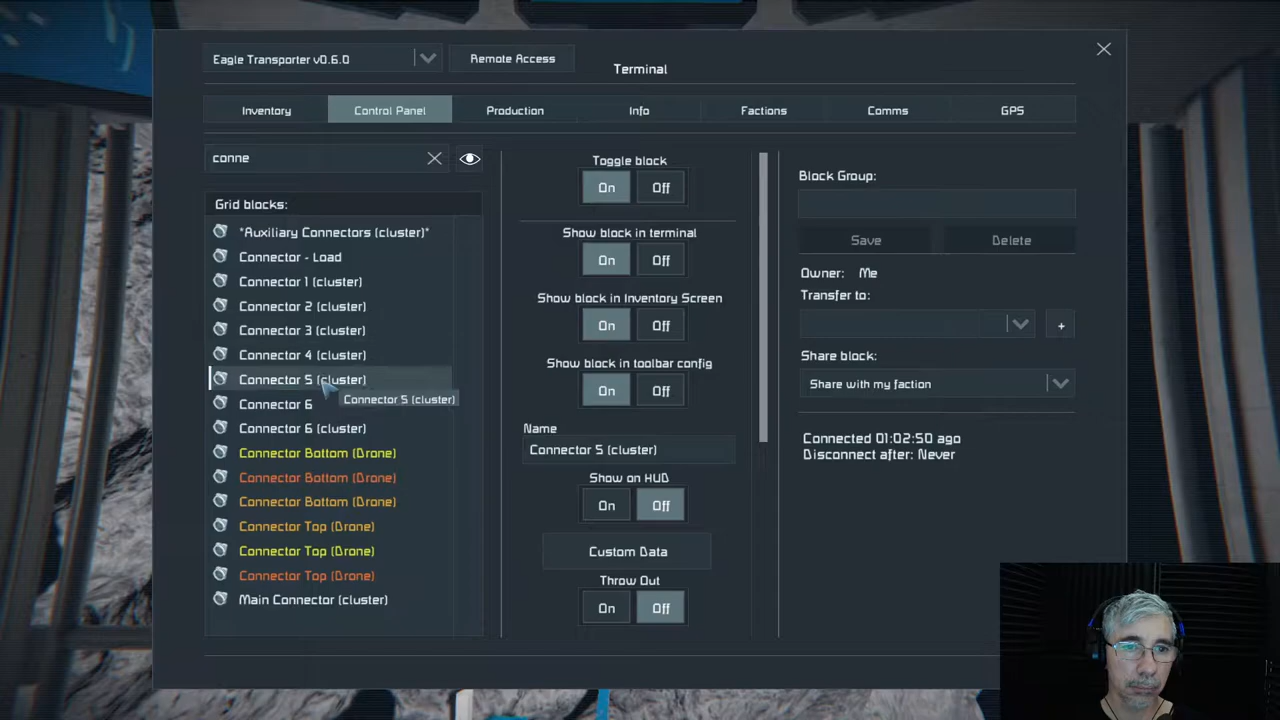 Eagle Transporter v0.6.0
Remote Access
Terminal
Inventory
Control Panel
Production
Info
Factions
Comms
GPS
conne
Grid blocks:
*Auxiliary Connectors (cluster)*
Connector - Load
Connector 1 (cluster)
Connector 2 (cluster)
Connector 3 (cluster)
Connector 4 (cluster)
Connector 5 (cluster)
Connector 5 (cluster)
Connector 6
Connector 6 (cluster)
Connector Bottom (Drone)
Connector Bottom (Drone)
Connector Bottom (Drone)
Connector Top (Drone)
Connector Top (Drone)
Connector Top (Drone)
Main Connector (cluster)
Toggle block
On Off
Show block in terminal
On Off
Show block in Inventory Screen
On Off
Show block in toolbar config
On Off
Name
Connector 5 (cluster)
Show on HUD
On Off
Custom Data
Throw Out
On Off
Block Group:
Save Delete
Owner: Me
Transfer to:
+
Share block:
Share with my faction
Connected 01:02:50 ago
Disconnect after: Never